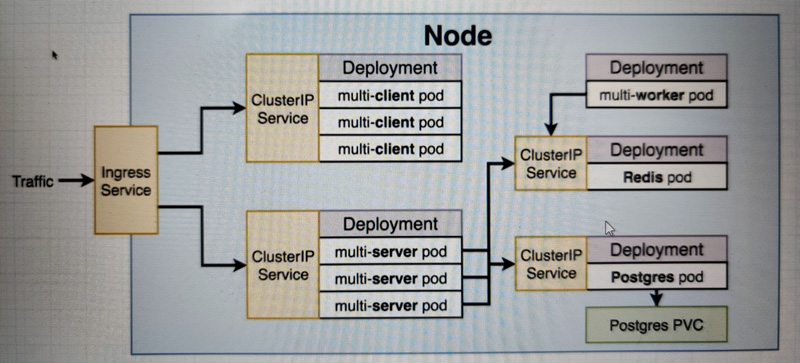 Node
Traffic
Ingress
Service
ClusterIP
Service
Deployment
multi-client pod
multi-client pod
multi-client pod
ClusterIP
Service
Deployment
multi-server pod
multi-server pod
multi-server pod
Deployment
multi-worker pod
ClusterIP
Service
Deployment
Redis pod
ClusterIP
Service
Deployment
Postgres pod
Postgres PVC